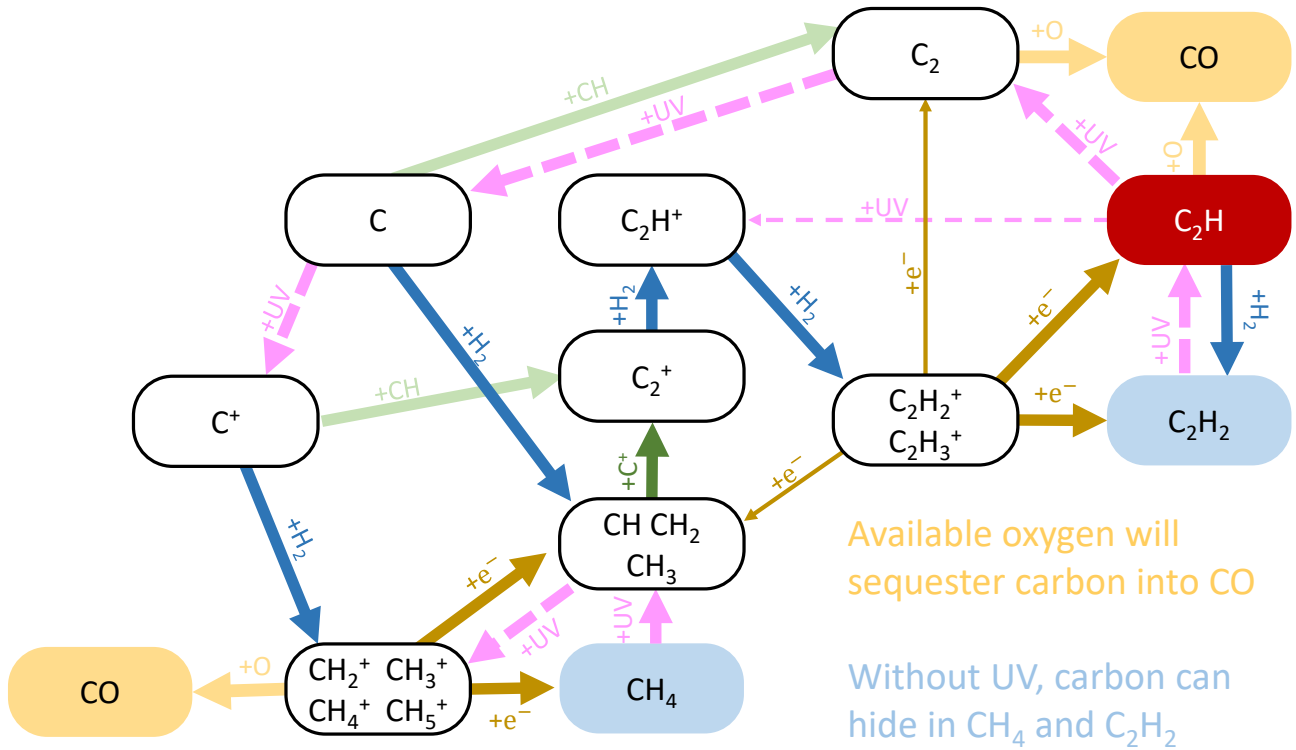 C₂
+O
CO
+CH
+UV
+UV
+O
C
C₂H⁺
+UV
C₂H
+UV
+H₂
+H₂
+H₂
+e⁻
+e⁻
+UV
+H₂
C⁺
+CH
C₂⁺
C₂H₂⁺
C₂H₃⁺
+e⁻
C₂H₂
+H₂
+C⁺
+e⁻
CH CH₂
CH₃
Available oxygen will
sequester carbon into CO
+e⁻
+UV
+UV
CO
+O
CH₂⁺ CH₃⁺
CH₄⁺ CH₅⁺
+e⁻
CH₄
Without UV, carbon can
hide in CH₄ and C₂H₂